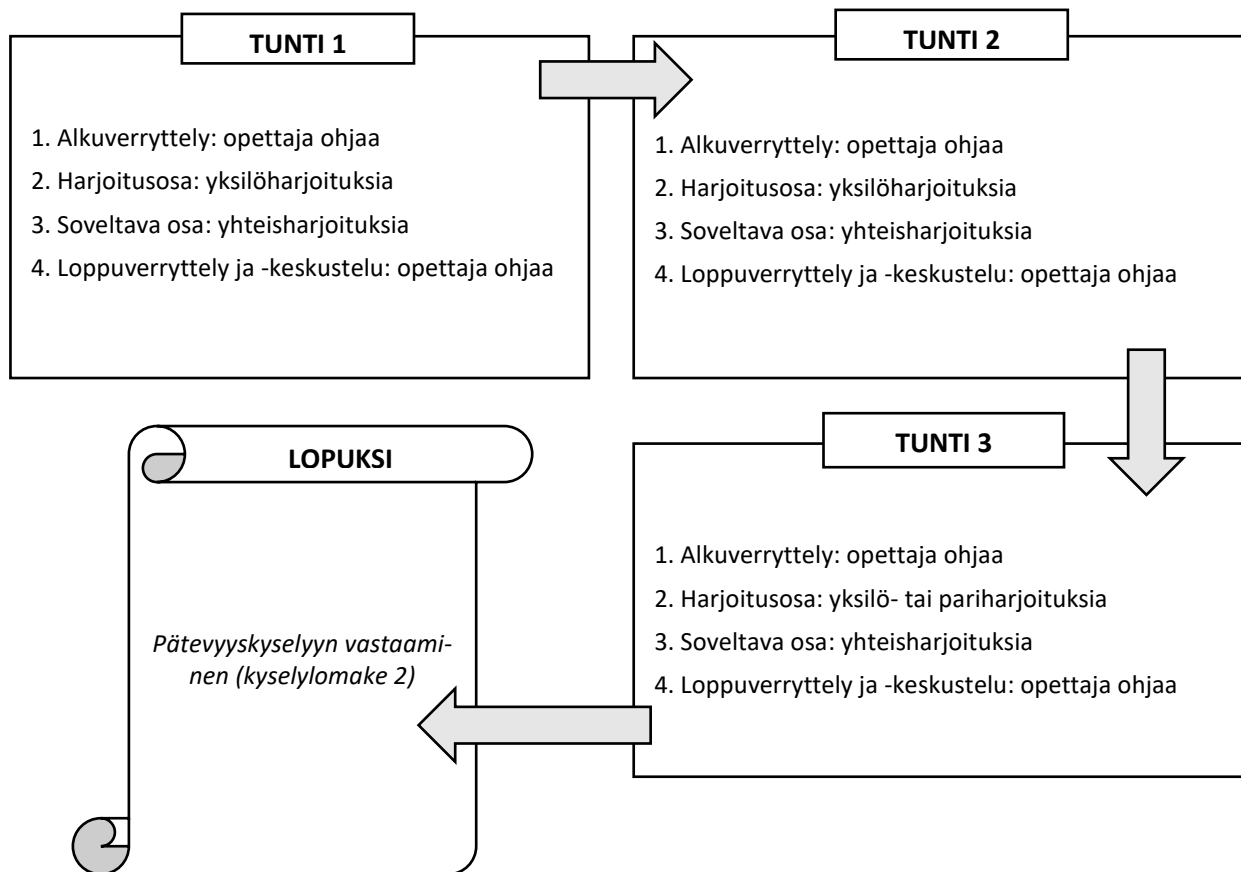 TUNTI 1
1. Alkuverryttely: opettaja ohjaa
2. Harjoitusosa: yksilöharjoituksia
3. Soveltava osa: yhteisharjoituksia
4. Loppuverryttely ja -keskustelu: opettaja ohjaa
TUNTI 2
1. Alkuverryttely: opettaja ohjaa
2. Harjoitusosa: yksilöharjoituksia
3. Soveltava osa: yhteisharjoituksia
4. Loppuverryttely ja -keskustelu: opettaja ohjaa
TUNTI 3
1. Alkuverryttely: opettaja ohjaa
2. Harjoitusosa: yksilö- tai pariharjoituksia
3. Soveltava osa: yhteisharjoituksia
4. Loppuverryttely ja -keskustelu: opettaja ohjaa
LOPUKSI
Pätevyyskyselyyn vastaami-
nen (kyselylomake 2)